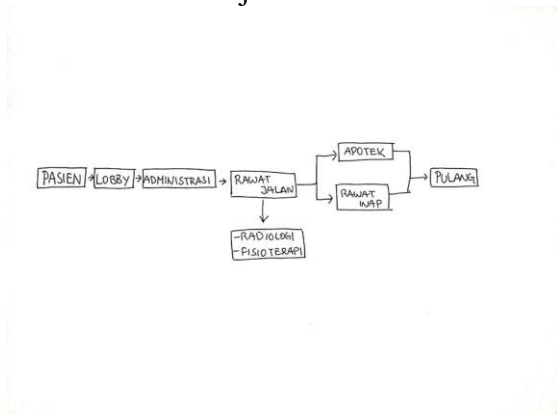 PASIEN
LOBBY
ADMINISTRASI
RAWAT
JALAN
APOTEK
RAWAT
INAP
PULANG
-RADIOLOGI
-FISIOTERAPI